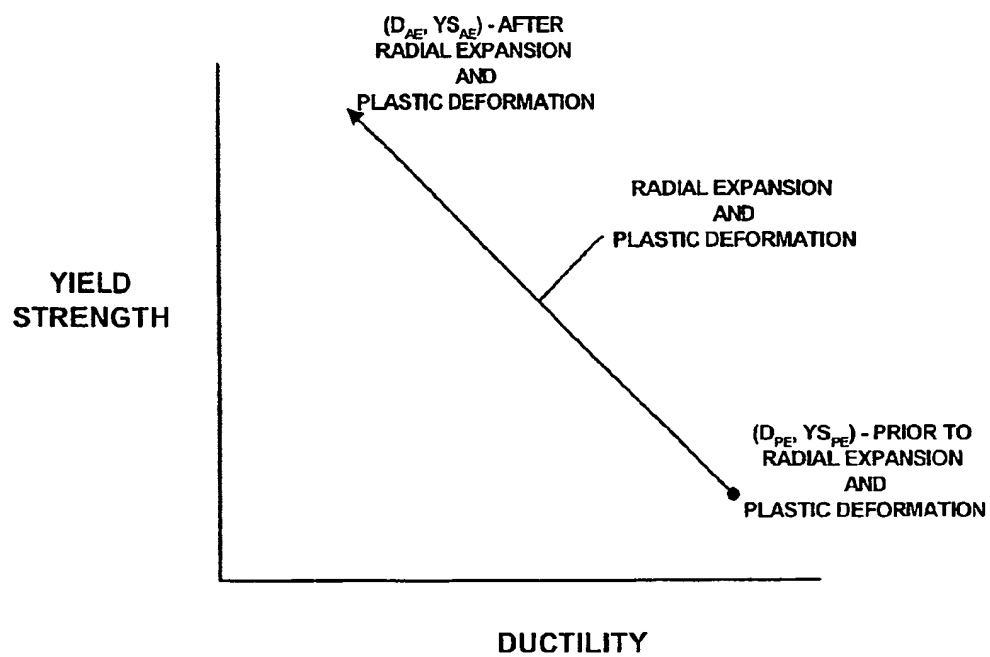 (D_AE, YS_AE) - AFTER
RADIAL EXPANSION
AND
PLASTIC DEFORMATION
RADIAL EXPANSION
AND
PLASTIC DEFORMATION
YIELD
STRENGTH
(D_PE, YS_PE) - PRIOR TO
RADIAL EXPANSION
AND
PLASTIC DEFORMATION
DUCTILITY